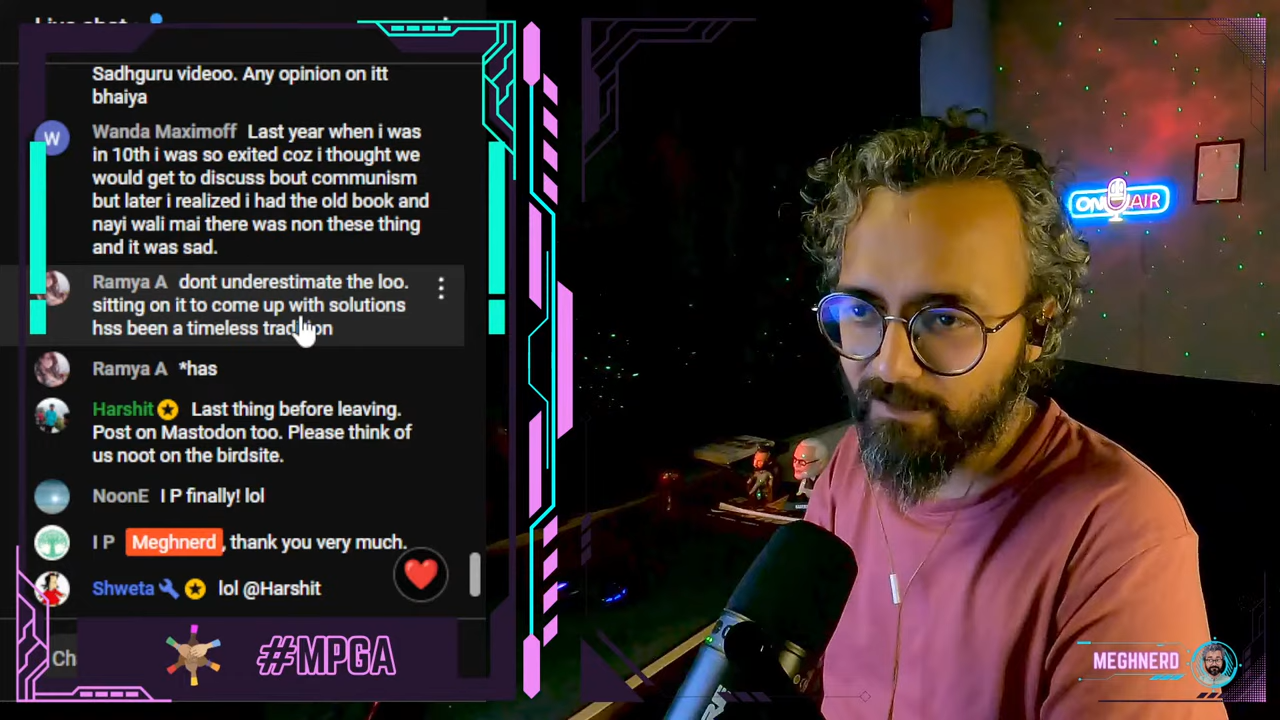 Live chat
Sadhguru videoo. Any opinion on itt
bhaiya
W
Wanda Maximoff Last year when i was
in 10th i was so exited coz i thought we
would get to discuss bout communism
but later i realized i had the old book and
nayi wali mai there was non these thing
and it was sad.
Ramya A dont underestimate the loo.
sitting on it to come up with solutions
hss been a timeless tradition
Ramya A *has
Harshit Last thing before leaving.
Post on Mastodon too. Please think of
us noot on the birdsite.
NoonE I P finally! lol
I P Meghnerd, thank you very much.
Shweta lol @Harshit
Ch
#MPGA
ON AIR
MEGHNERD